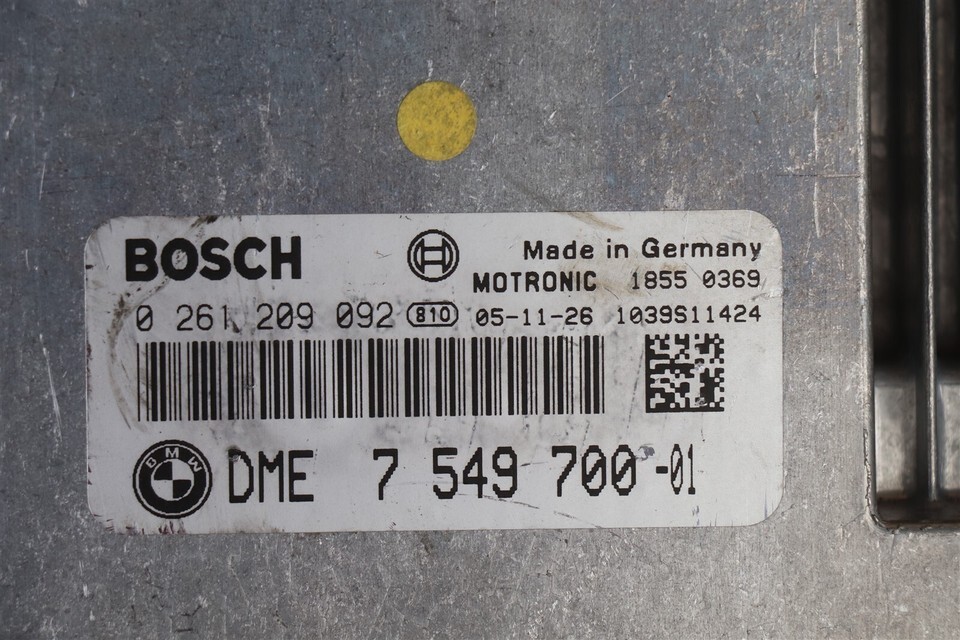 BOSCH
Made in Germany
MOTRONIC 1855 0369
0 261 209 092 810 05-11-26 1039S11424
BMW DME 7 549 700-01